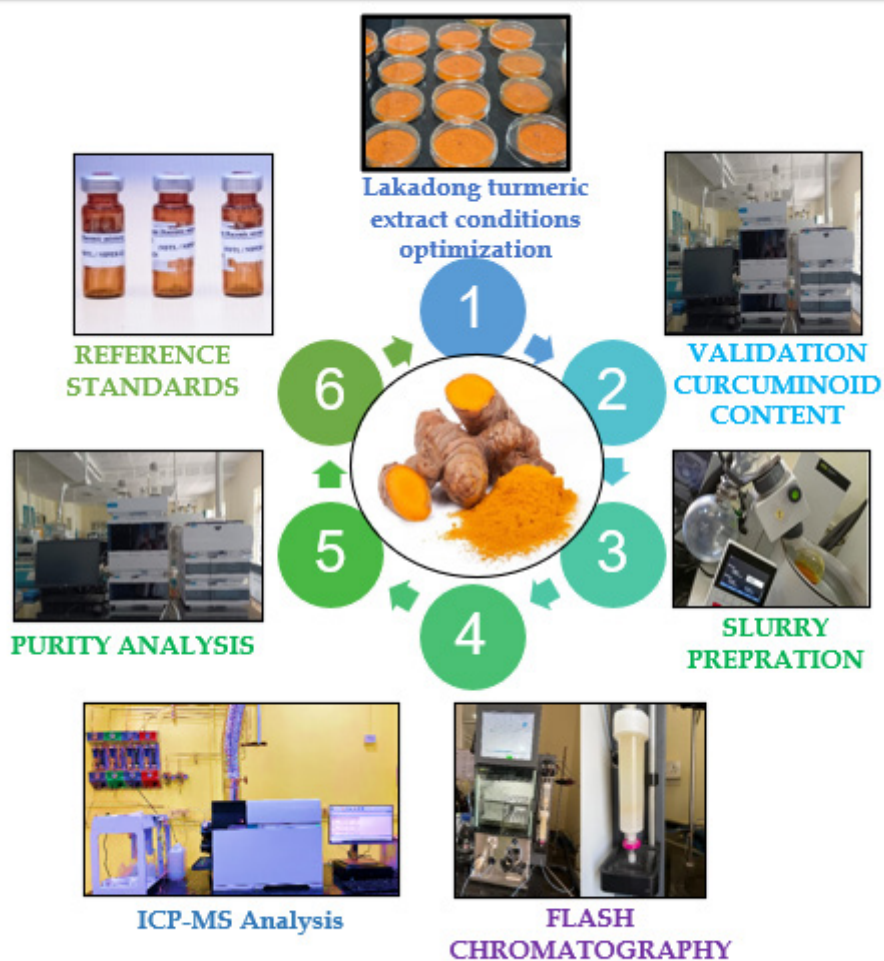 Lakadong turmeric
extract conditions
optimization
1
2
VALIDATION
CURCUMINOID
CONTENT
3
SLURRY
PREPRATION
4
FLASH
CHROMATOGRAPHY
ICP-MS Analysis
5
PURITY ANALYSIS
6
REFERENCE
STANDARDS